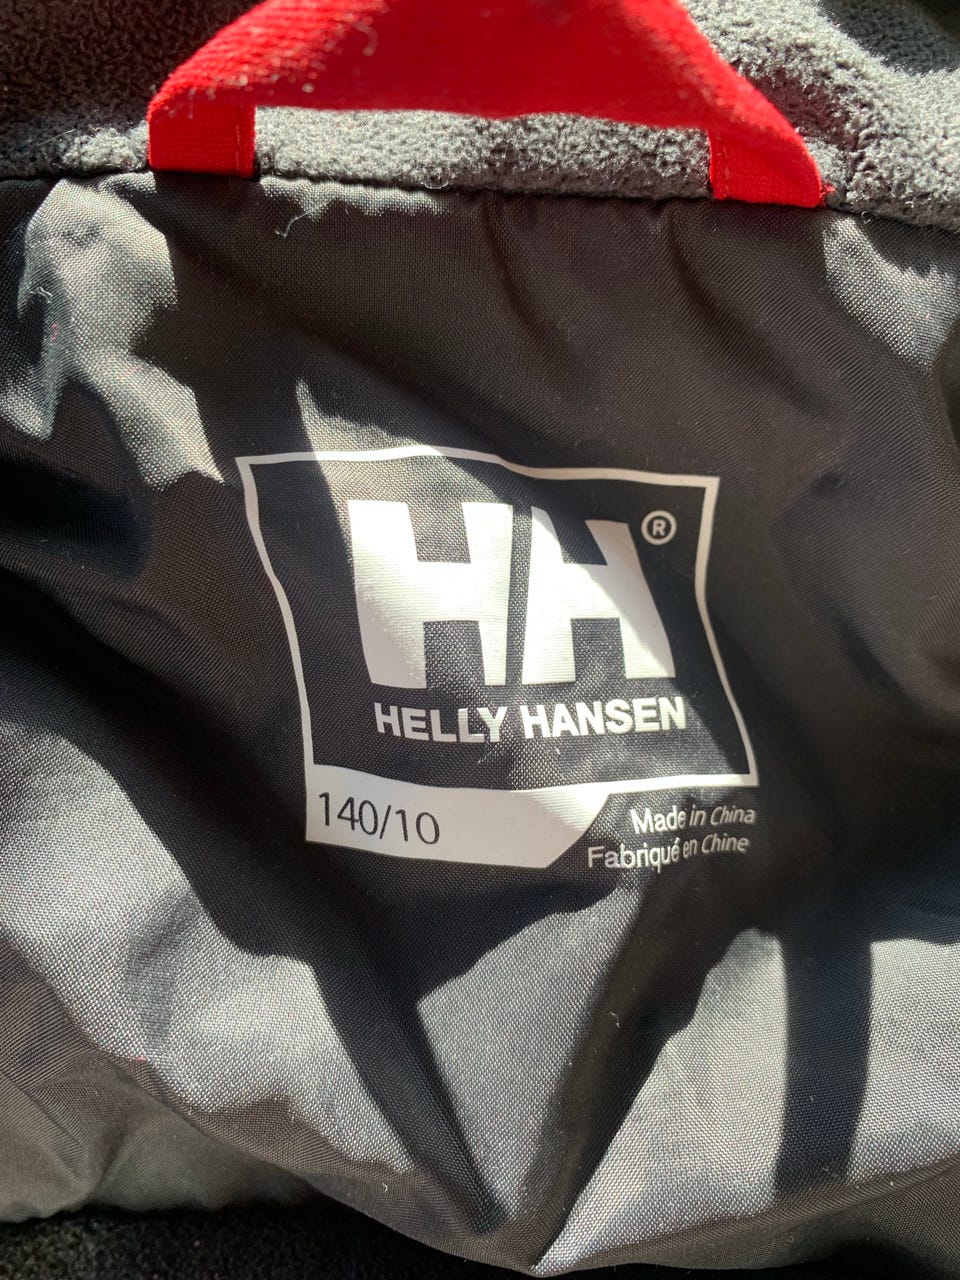 HH®
HELLY HANSEN
140/10
Made in China
Fabriqué en Chine